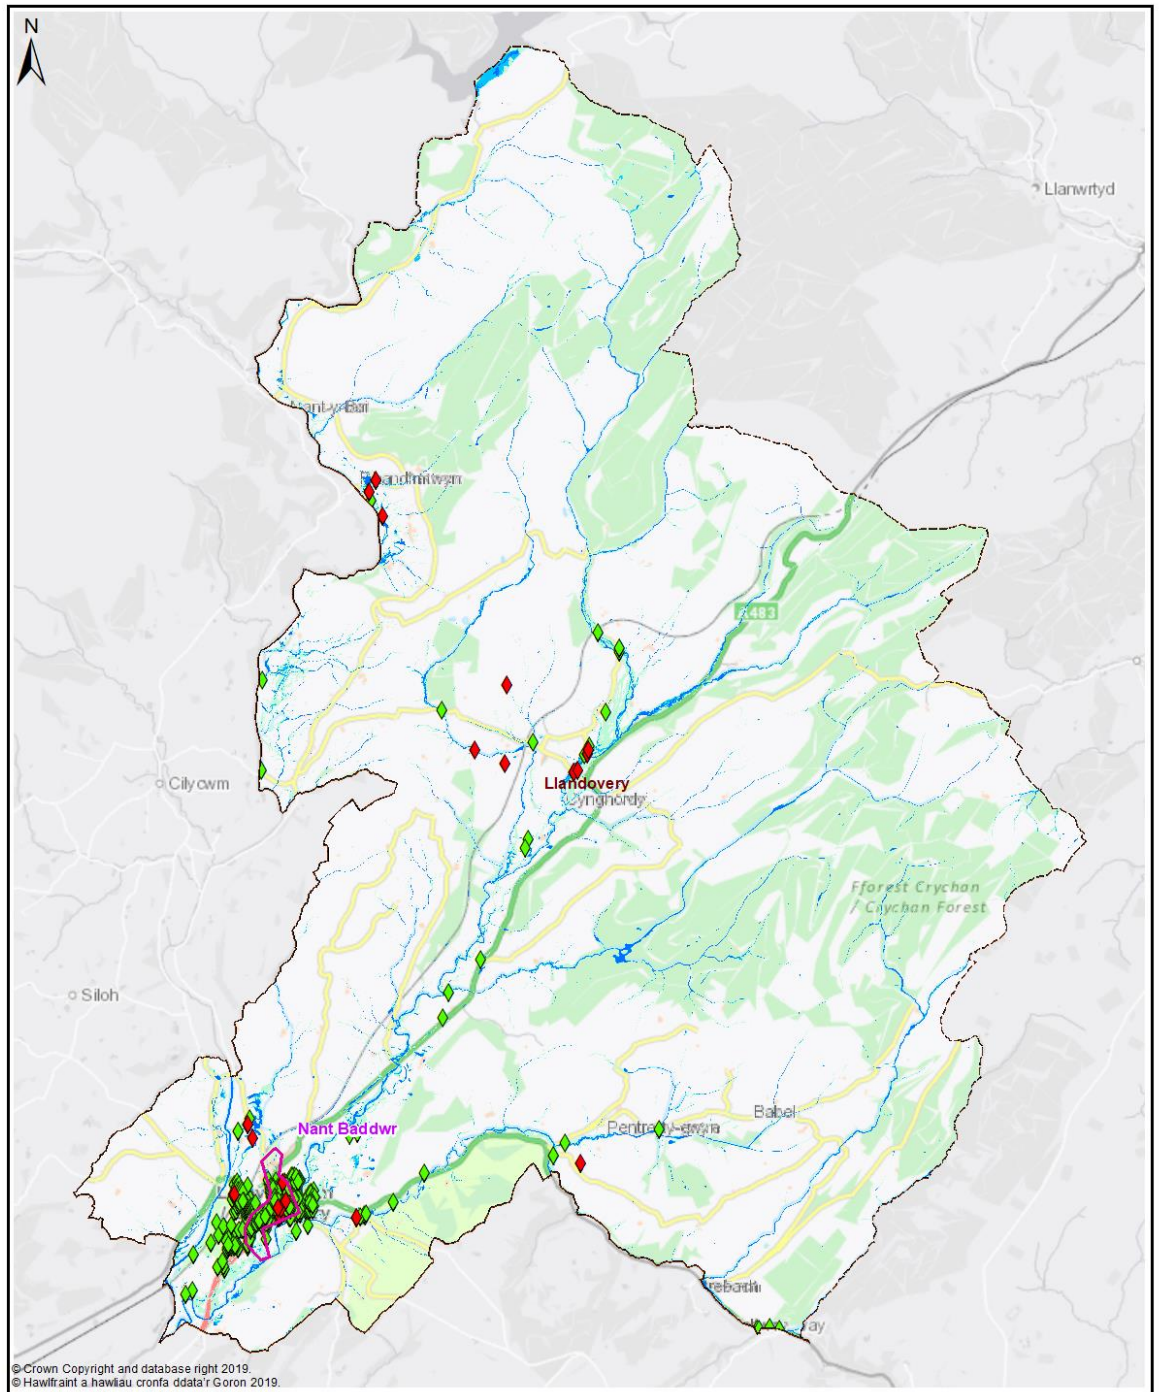 N
Llanwrtyd
A483
Cilycwm
Llandovery
Cynghordy
Fforest Crychan
/ Crychan Forest
Siloh
Babel
Nant Baddwr
© Crown Copyright and database right 2019.
© Hawlfraint a hawliau cronfa ddata'r Goron 2019.